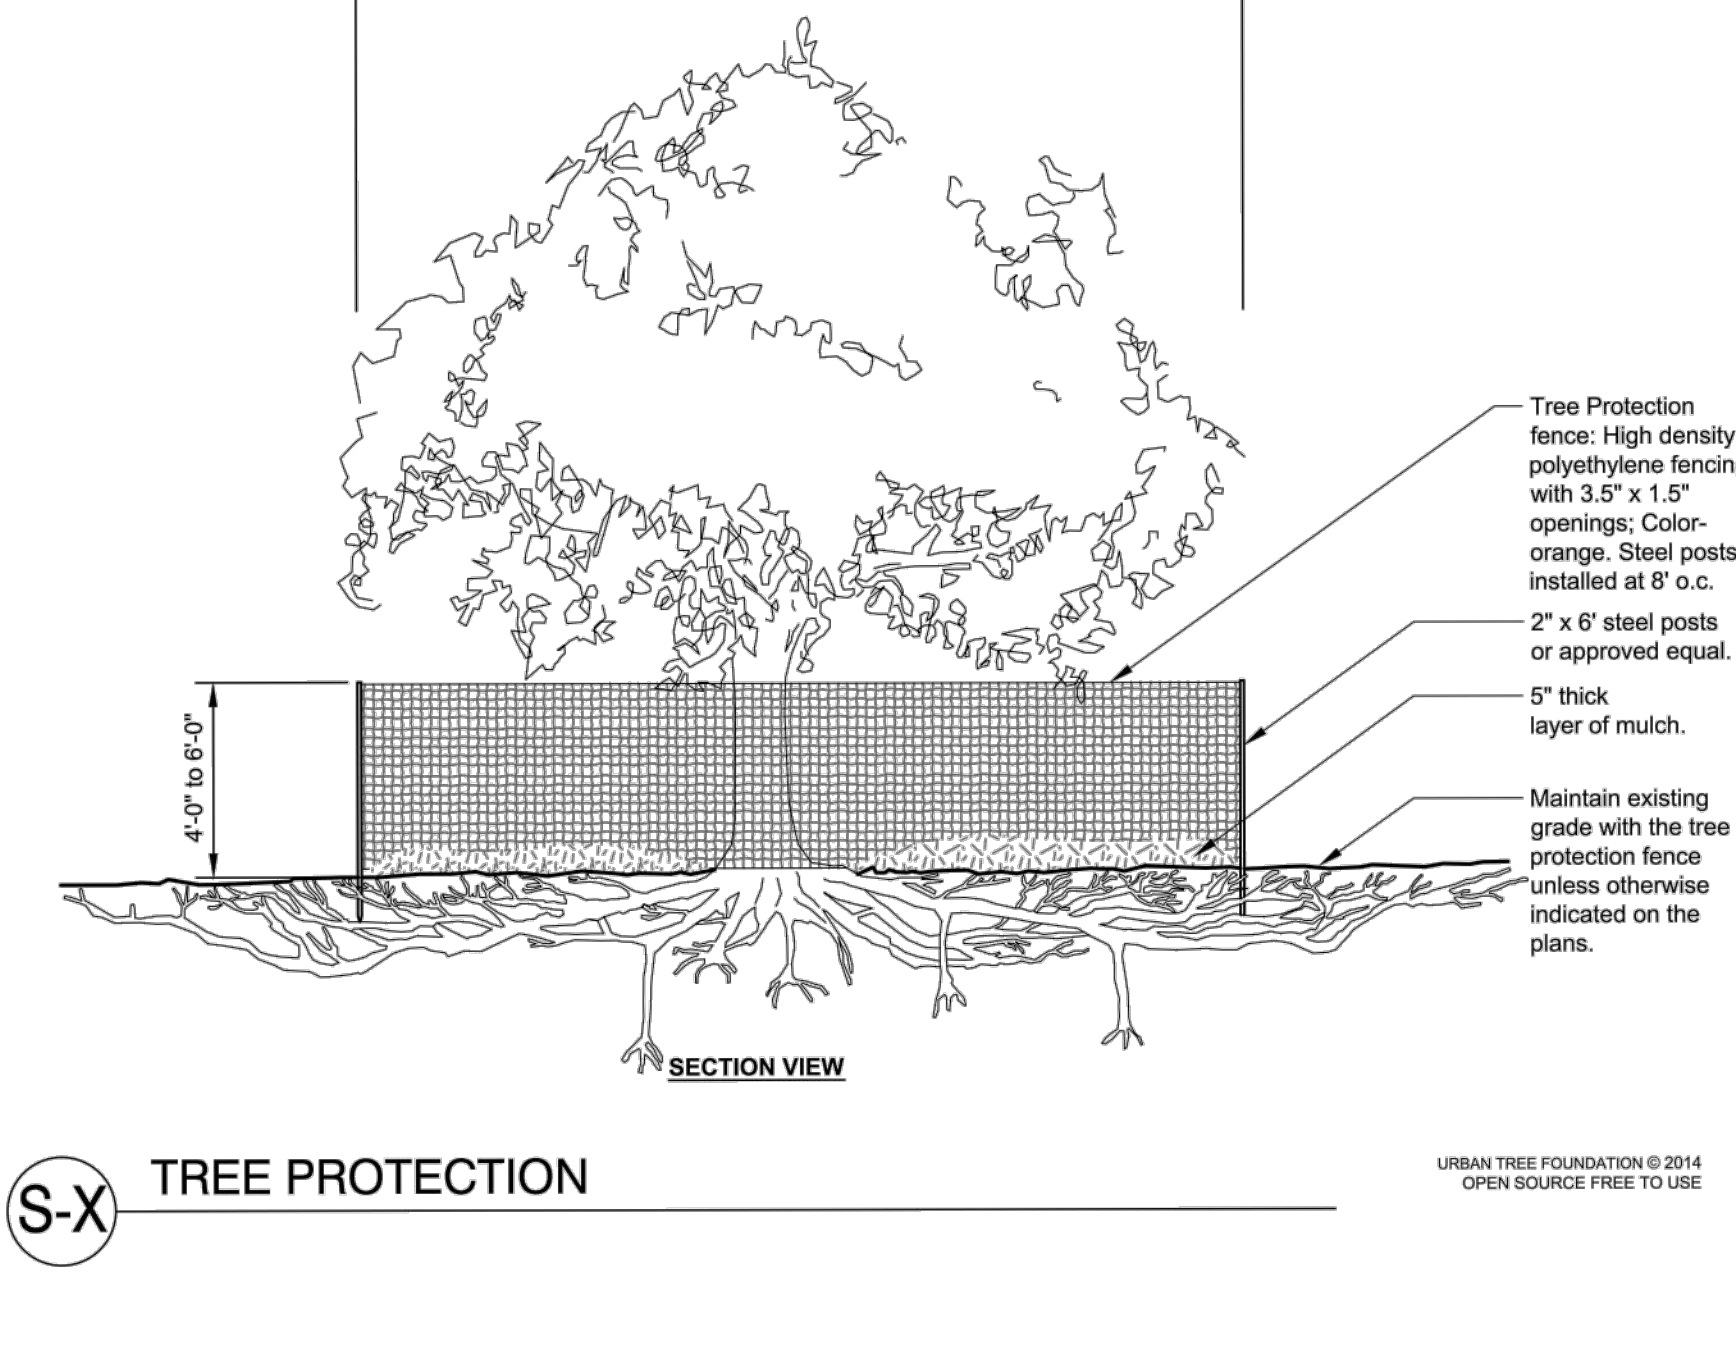 Tree Protection
fence: High density
polyethylene fencin
with 3.5" x 1.5"
openings; Color-
orange. Steel posts
installed at 8' o.c.
2" x 6' steel posts
or approved equal.
5" thick
layer of mulch.
Maintain existing
grade with the tree
protection fence
unless otherwise
indicated on the
plans.
4'-0" to 6'-0"
SECTION VIEW
S-X
TREE PROTECTION
URBAN TREE FOUNDATION © 2014
OPEN SOURCE FREE TO USE